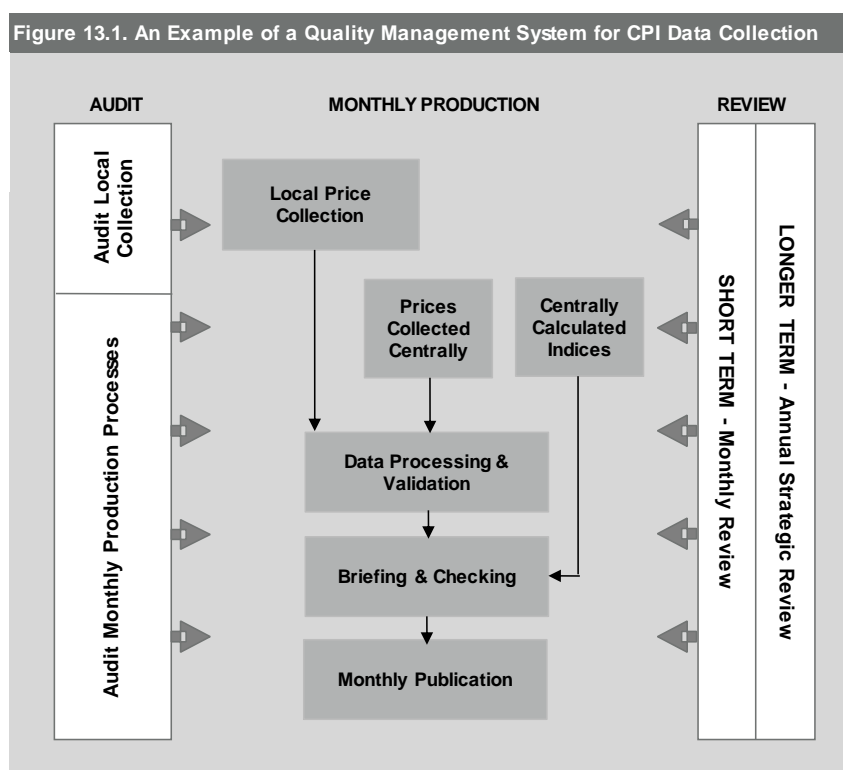 Figure 13.1. An Example of a Quality Management System for CPI Data Collection
AUDIT
MONTHLY PRODUCTION
REVIEW
Audit Local
Collection
Audit Monthly Production Processes
Local Price
Collection
Prices
Collected
Centrally
Centrally
Calculated
Indices
Data Processing &
Validation
Briefing & Checking
Monthly Publication
SHORT TERM - Monthly Review
LONGER TERM - Annual Strategic Review